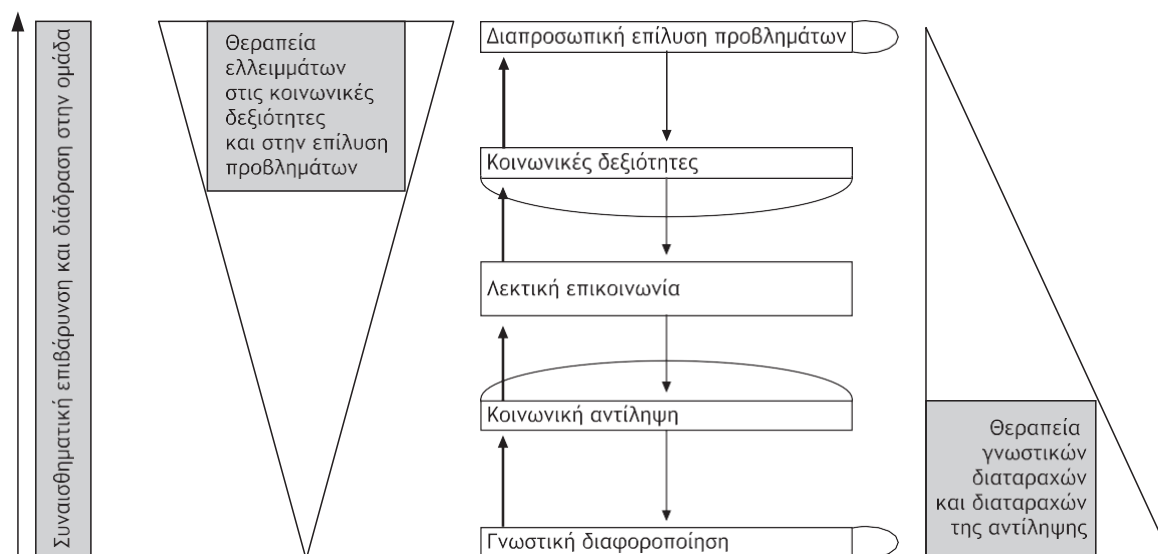 Συναισθηματική επιβάρυνση και διάδραση στην ομάδα
Θεραπεία
ελλειμμάτων
στις κοινωνικές
δεξιότητες
και στην επίλυση
προβλημάτων
Διαπροσωπική επίλυση προβλημάτων
Κοινωνικές δεξιότητες
Λεκτική επικοινωνία
Κοινωνική αντίληψη
Γνωστική διαφοροποίηση
Θεραπεία
γνωστικών
διαταραχών
και διαταραχών
της αντίληψης